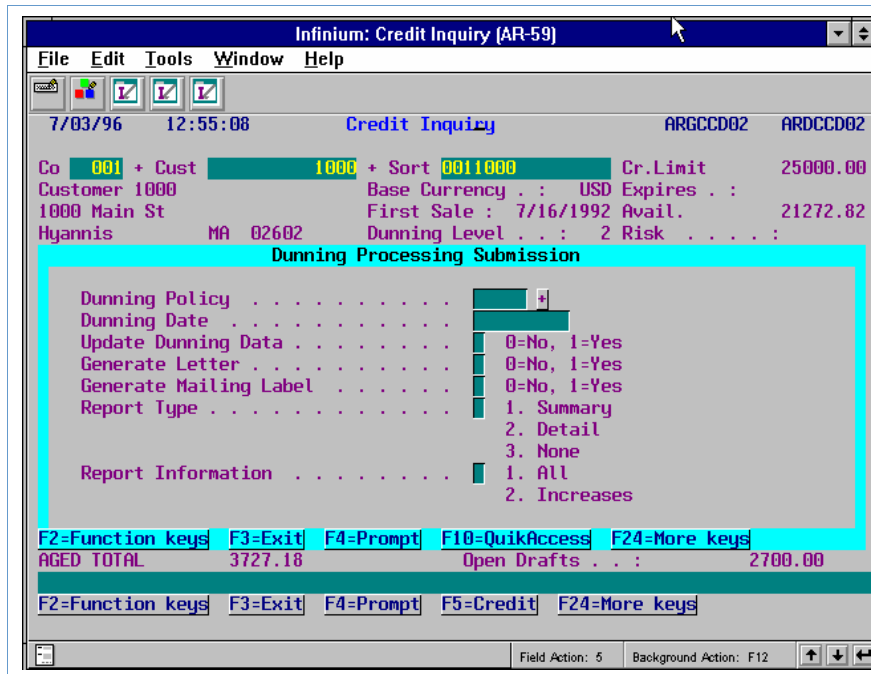 Infinium: Credit Inquiry (AR-59)
File Edit Tools Window Help
7/03/96 12:55:08 Credit Inquiry ARGCCD02 ARDCCD02
Co 001 + Cust 1000 + Sort 0011000 Cr.Limit 25000.00
Customer 1000 Base Currency . : USD Expires . :
1000 Main St First Sale : 7/16/1992 Avail. 21272.82
Hyannis MA 02602 Dunning Level . . : 2 Risk . . . . :
Dunning Processing Submission
Dunning Policy . . . . . . . . . . +
Dunning Date . . . . . . . . . . .
Update Dunning Data . . . . . . . . 0=No, 1=Yes
Generate Letter . . . . . . . . . . 0=No, 1=Yes
Generate Mailing Label . . . . . . 0=No, 1=Yes
Report Type . . . . . . . . . . . . 1. Summary
2. Detail
3. None
Report Information . . . . . . . . 1. All
2. Increases
F2=Function keys F3=Exit F4=Prompt F10=QuikAccess F24=More keys
AGED TOTAL 3727.18 Open Drafts . . : 2700.00
F2=Function keys F3=Exit F4=Prompt F5=Credit F24=More keys
Field Action: 5 Background Action: F12